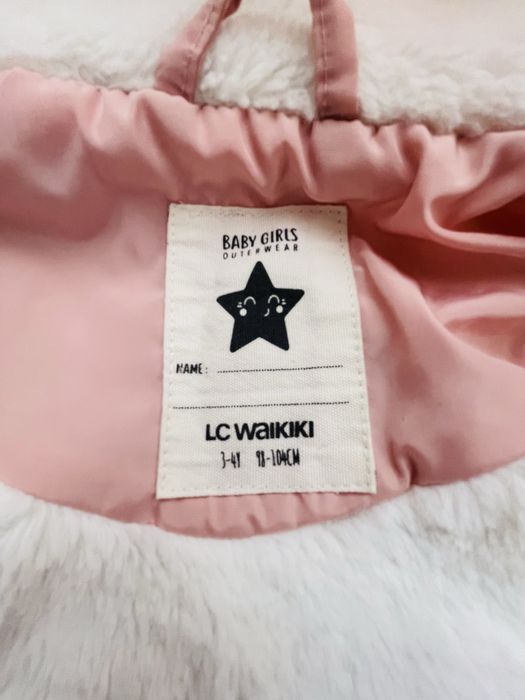 BABY GIRLS
OUTERWEAR
NAME: ........................
........................
LC WAIKIKI
3-4Y 98-104CM